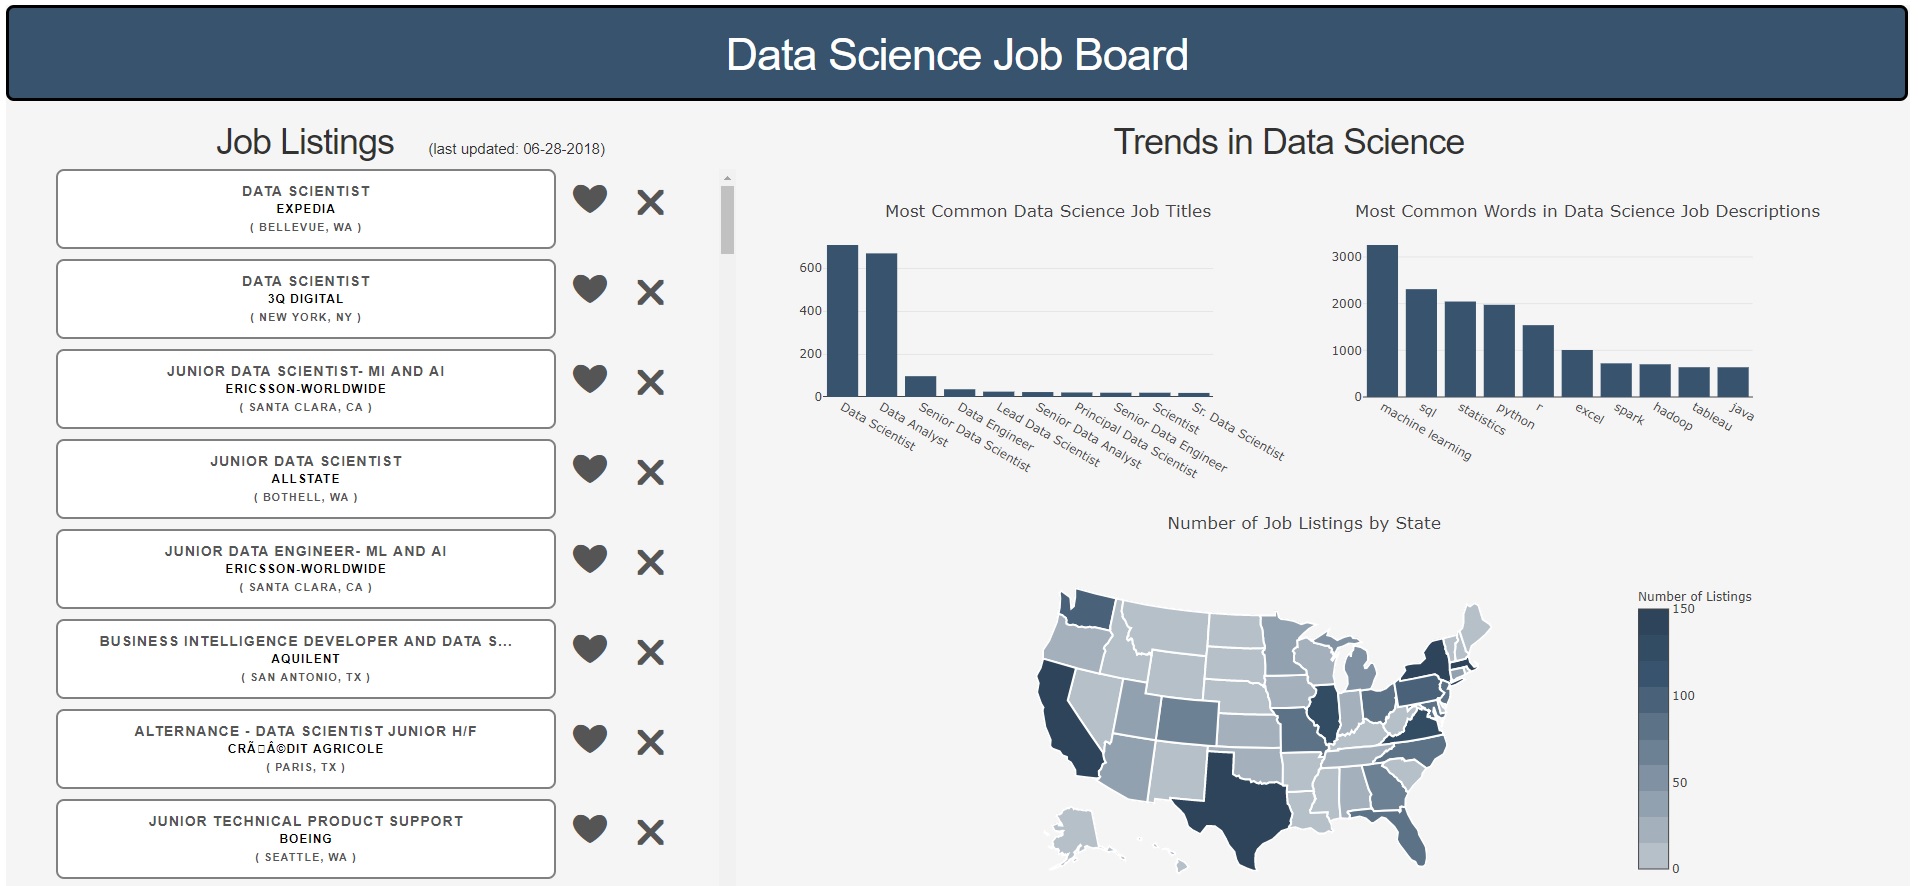 Data Science Job Board
Job Listings (last updated: 06-28-2018)
DATA SCIENTIST
EXPEDIA
( BELLEVUE, WA )
DATA SCIENTIST
3Q DIGITAL
( NEW YORK, NY )
JUNIOR DATA SCIENTIST- MI AND AI
ERICSSON-WORLDWIDE
( SANTA CLARA, CA )
JUNIOR DATA SCIENTIST
ALLSTATE
( BOTHELL, WA )
JUNIOR DATA ENGINEER- ML AND AI
ERICSSON-WORLDWIDE
( SANTA CLARA, CA )
BUSINESS INTELLIGENCE DEVELOPER AND DATA S...
AQUILENT
( SAN ANTONIO, TX )
ALTERNANCE - DATA SCIENTIST JUNIOR H/F
CRÃ□Â©DIT AGRICOLE
( PARIS, TX )
JUNIOR TECHNICAL PRODUCT SUPPORT
BOEING
( SEATTLE, WA )
Trends in Data Science
Most Common Data Science Job Titles
600
400
200
0
Data Scientist
Data Analyst
Senior Data Scientist
Data Engineer
Lead Data Scientist
Senior Data Analyst
Principal Data Scientist
Senior Data Engineer
Scientist
Sr. Data Scientist
Most Common Words in Data Science Job Descriptions
3000
2000
1000
0
machine learning
sql
statistics
python
r
excel
spark
hadoop
tableau
java
Number of Job Listings by State
Number of Listings
150
100
50
0